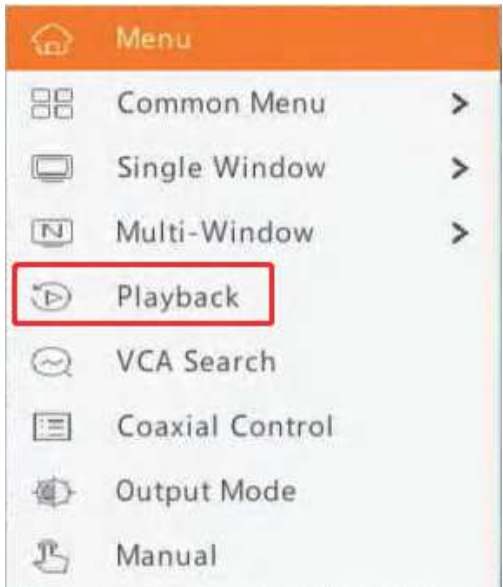 Menu
Common Menu >
Single Window >
Multi-Window >
Playback
VCA Search
Coaxial Control
Output Mode
Manual